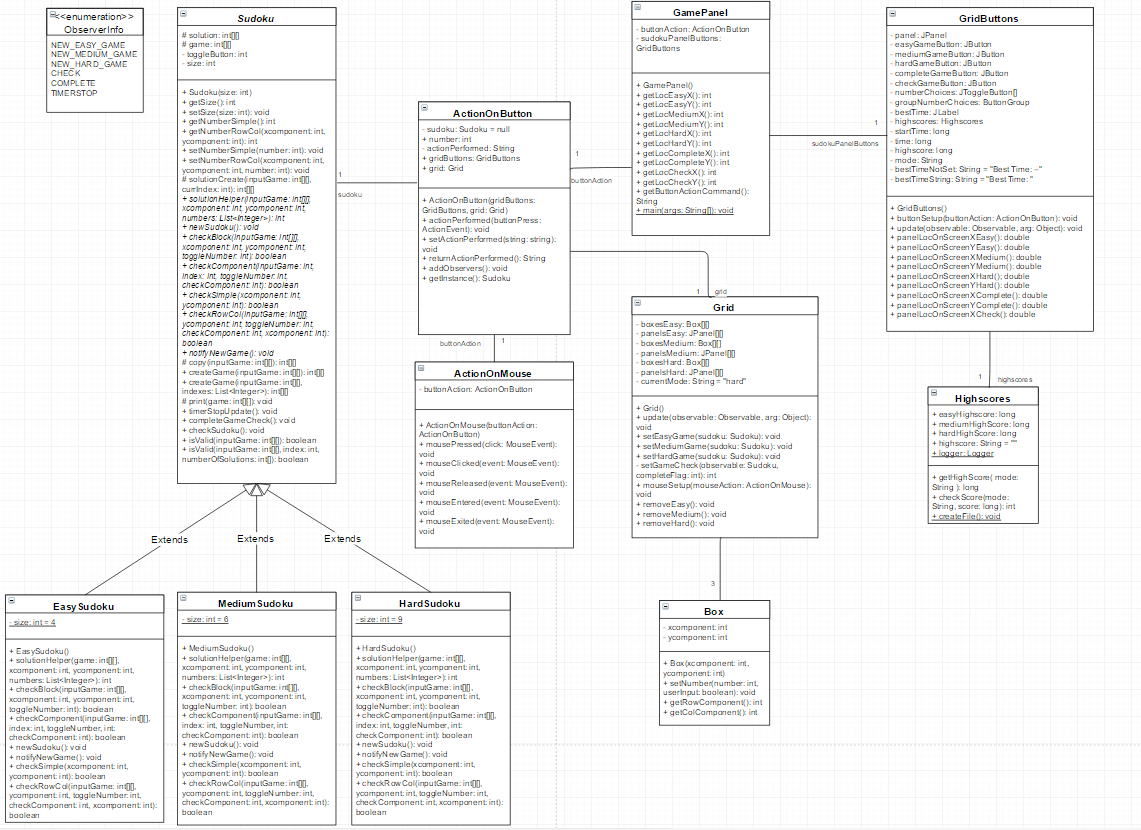 <<enumeration>>
ObserverInfo
NEW_EASY_GAME
NEW_MEDIUM_GAME
NEW_HARD_GAME
CHECK
COMPLETE
TIMERSTOP
Sudoku
# solution: int[][]
# game: int[][]
- toggleButton: int
- size: int
+ Sudoku(size: int)
+ getSize(): int
+ setSize(size: int): void
+ getNumberSimple(): int
+ getNumberRowCol(xcomponent: int,
ycomponent: int): int
+ setNumberSimple(number: int): void
+ setNumberRowCol(xcomponent: int,
ycomponent: int, number: int): void
# solutionCreate(inputGame: int[][],
currIndex: int): int[][]
+ solutionHelper(game: int[][],
xcomponent: int, ycomponent: int,
numbers: List<Integer>): int
+ newSudoku(): void
+ checkBlock(inputGame: int[][],
xcomponent: int, ycomponent: int,
toggleNumber: int): boolean
+ checkComponent(inputGame: int,
index: int, toggleNumber: int,
checkComponent: int): boolean
+ checkSimple(xcomponent: int,
ycomponent: int): boolean
+ checkRowCol(inputGame: int[][],
ycomponent: int, toggleNumber: int,
checkComponent: int, xcomponent: int):
boolean
+ notifyNewGame(): void
# copy(inputGame: int[][]): int[][]
+ createGame(inputGame: int[][]): int[][]
+ createGame(inputGame: int[][],
indexes: List<Integer>): int[][]
# print(game: int[][]): void
+ timerStopUpdate(): void
+ completeGameCheck(): void
+ checkSudoku(): void
+ isValid(inputGame: int[][]): boolean
+ isValid(inputGame: int[][], index: int,
numberOfSolutions: int[]): boolean
1
sudoku
ActionOnButton
- sudoku: Sudoku = null
+ number: int
- actionPerformed: String
+ gridButtons: GridButtons
+ grid: Grid
+ ActionOnButton(gridButtons:
GridButtons, grid: Grid)
+ actionPerformed(buttonPress:
ActionEvent): void
+ setActionPerformed(string: string):
void
+ returnActionPerformed(): String
+ addObservers(): void
+ getInstance(): Sudoku
1
buttonAction
GamePanel
- buttonAction: ActionOnButton
- sudokuPanelButtons:
GridButtons
+ GamePanel()
+ getLocEasyX(): int
+ getLocEasyY(): int
+ getLocMediumX(): int
+ getLocMediumY(): int
+ getLocHardX(): int
+ getLocHardY(): int
+ getLocCompleteX(): int
+ getLocCompleteY(): int
+ getLocCheckX(): int
+ getLocCheckY(): int
+ getButtonActionCommand():
String
+ main(args: String[]): void
1
sudokuPanelButtons
GridButtons
- panel: JPanel
- easyGameButton: JButton
- mediumGameButton: JButton
- hardGameButton: JButton
- completeGameButton: JButton
- checkGameButton: JButton
- numberChoices: JToggleButton[]
- groupNumberChoices: ButtonGroup
- bestTime: JLabel
- highscores: Highscores
- startTime: long
- time: long
- highscore: long
- mode: String
- bestTimeNotSet: String = "Best Time: --"
- bestTimeString: String = "Best Time: "
+ GridButtons()
+ buttonSetup(buttonAction: ActionOnButton): void
+ update(observable: Observable, arg: Object): void
+ panelLocOnScreenXEasy(): double
+ panelLocOnScreenYEasy(): double
+ panelLocOnScreenXMedium(): double
+ panelLocOnScreenYMedium(): double
+ panelLocOnScreenXHard(): double
+ panelLocOnScreenYHard(): double
+ panelLocOnScreenXComplete(): double
+ panelLocOnScreenYComplete(): double
+ panelLocOnScreenXCheck(): double
1
grid
Grid
- boxesEasy: Box[][]
- panelsEasy: JPanel[][]
- boxesMedium: Box[][]
- panelsMedium: JPanel[][]
- boxesHard: Box[][]
- panelsHard: JPanel[][]
- currentMode: String = "hard"
+ Grid()
+ update(observable: Observable, arg: Object):
void
+ setEasyGame(sudoku: Sudoku): void
+ setMediumGame(sudoku: Sudoku): void
+ setHardGame(sudoku: Sudoku): void
- setGameCheck(observable: Sudoku,
completeFlag: int): int
+ mouseSetup(mouseAction: ActionOnMouse):
void
+ removeEasy(): void
+ removeMedium(): void
+ removeHard(): void
buttonAction
1
ActionOnMouse
- buttonAction: ActionOnButton
+ ActionOnMouse(buttonAction:
ActionOnButton)
+ mousePressed(click: MouseEvent):
void
+ mouseClicked(event: MouseEvent):
void
+ mouseReleased(event: MouseEvent):
void
+ mouseEntered(event: MouseEvent):
void
+ mouseExited(event: MouseEvent):
void
1
highscores
Highscores
+ easyHighscore: long
+ mediumHighScore: long
+ hardHighScore: long
+ highscore: String = ""
+ logger: Logger
+ getHighScore( mode:
String ): long
+ checkScore(mode:
String, score: long): int
+ createFile(): void
3
Box
- xcomponent: int
- ycomponent: int
+ Box(xcomponent: int,
ycomponent: int)
+ setNumber(number: int,
userInput: boolean): void
+ getRowComponent(): int
+ getColComponent(): int
Extends
Extends
Extends
EasySudoku
- size: int = 4
+ EasySudoku()
+ solutionHelper(game: int[][],
xcomponent: int, ycomponent: int,
numbers: List<Integer>): int
+ checkBlock(inputGame: int[][],
xcomponent: int, ycomponent: int,
toggleNumber: int): boolean
+ checkComponent(inputGame: int[][],
index: int, toggleNumber, int:
checkComponent: int): boolean
+ newSudoku(): void
+ notifyNewGame(): void
+ checkSimple(xcomponent: int,
ycomponent: int): boolean
+ checkRowCol(inputGame: int[][],
ycomponent: int, toggleNumber: int,
checkComponent: int, xcomponent: int):
boolean
MediumSudoku
- size: int = 6
+ MediumSudoku()
+ solutionHelper(game: int[][],
xcomponent: int, ycomponent: int,
numbers: List<Integer>): int
+ checkBlock(inputGame: int[][],
xcomponent: int, ycomponent: int,
toggleNumber: int): boolean
+ checkComponent(inputGame: int[][],
index: int, toggleNumber, int:
checkComponent: int): boolean
+ newSudoku(): void
+ notifyNewGame(): void
+ checkSimple(xcomponent: int,
ycomponent: int): boolean
+ checkRowCol(inputGame: int[][],
ycomponent: int, toggleNumber: int,
checkComponent: int, xcomponent: int):
boolean
HardSudoku
- size: int = 9
+ HardSudoku()
+ solutionHelper(game: int[][],
xcomponent: int, ycomponent: int,
numbers: List<Integer>): int
+ checkBlock(inputGame: int[][],
xcomponent: int, ycomponent: int,
toggleNumber: int): boolean
+ checkComponent(inputGame: int[][],
index: int, toggleNumber, int:
checkComponent: int): boolean
+ newSudoku(): void
+ notifyNewGame(): void
+ checkSimple(xcomponent: int,
ycomponent: int): boolean
+ checkRowCol(inputGame: int[][],
ycomponent: int, toggleNumber: int,
checkComponent: int, xcomponent: int):
boolean